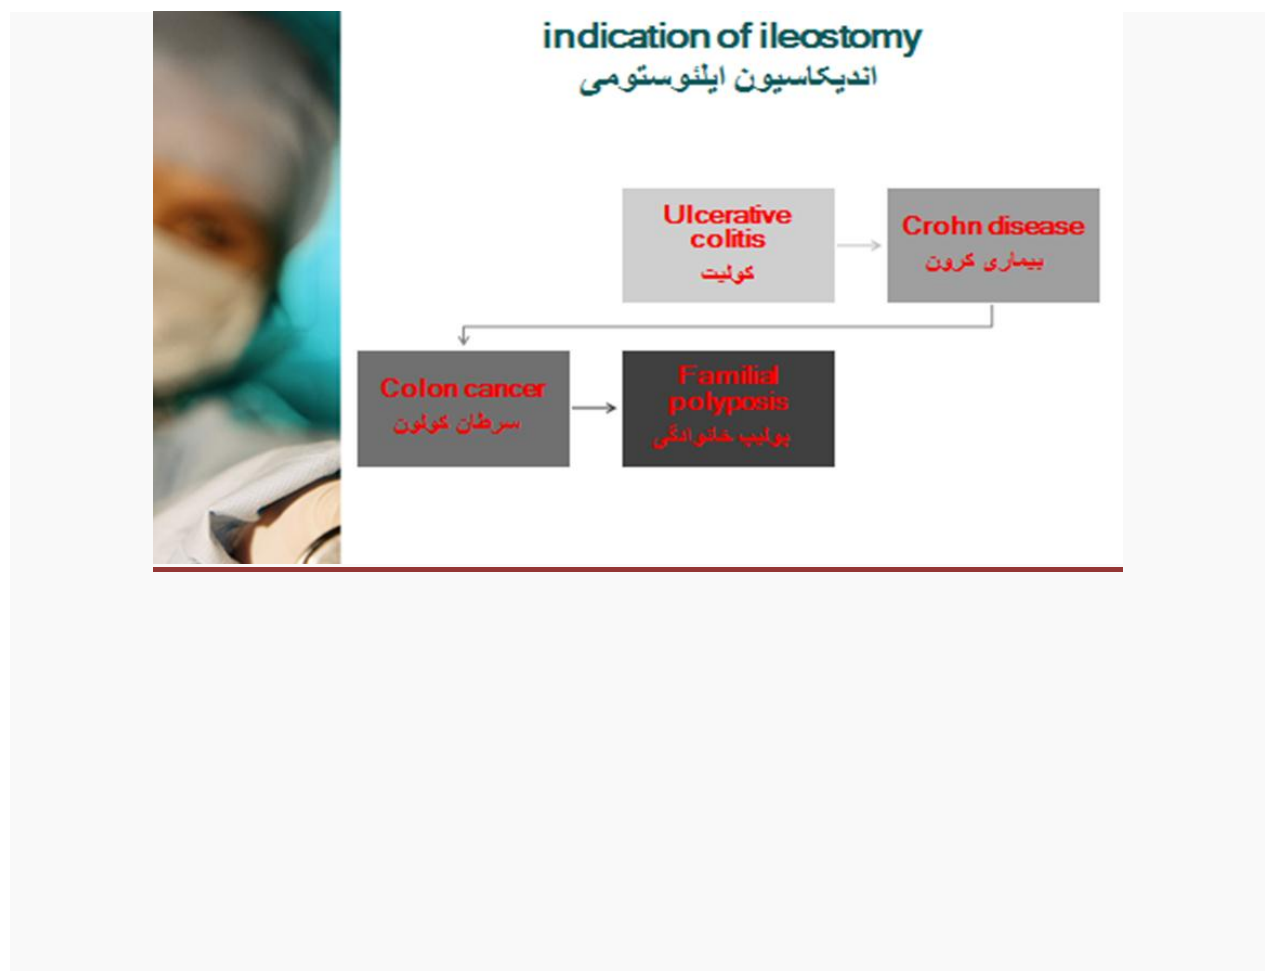 indication of ileostomy
اندیکاسیون ایلئوستومی
Ulcerative
colitis
کولیت
Crohn disease
بیماری کرون
Colon cancer
سرطان کولون
Familial
polyposis
پولیپ خانوادگی